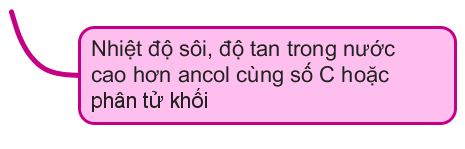 Nhiệt độ sôi, độ tan trong nước
cao hơn ancol cùng số C hoặc
phân tử khối